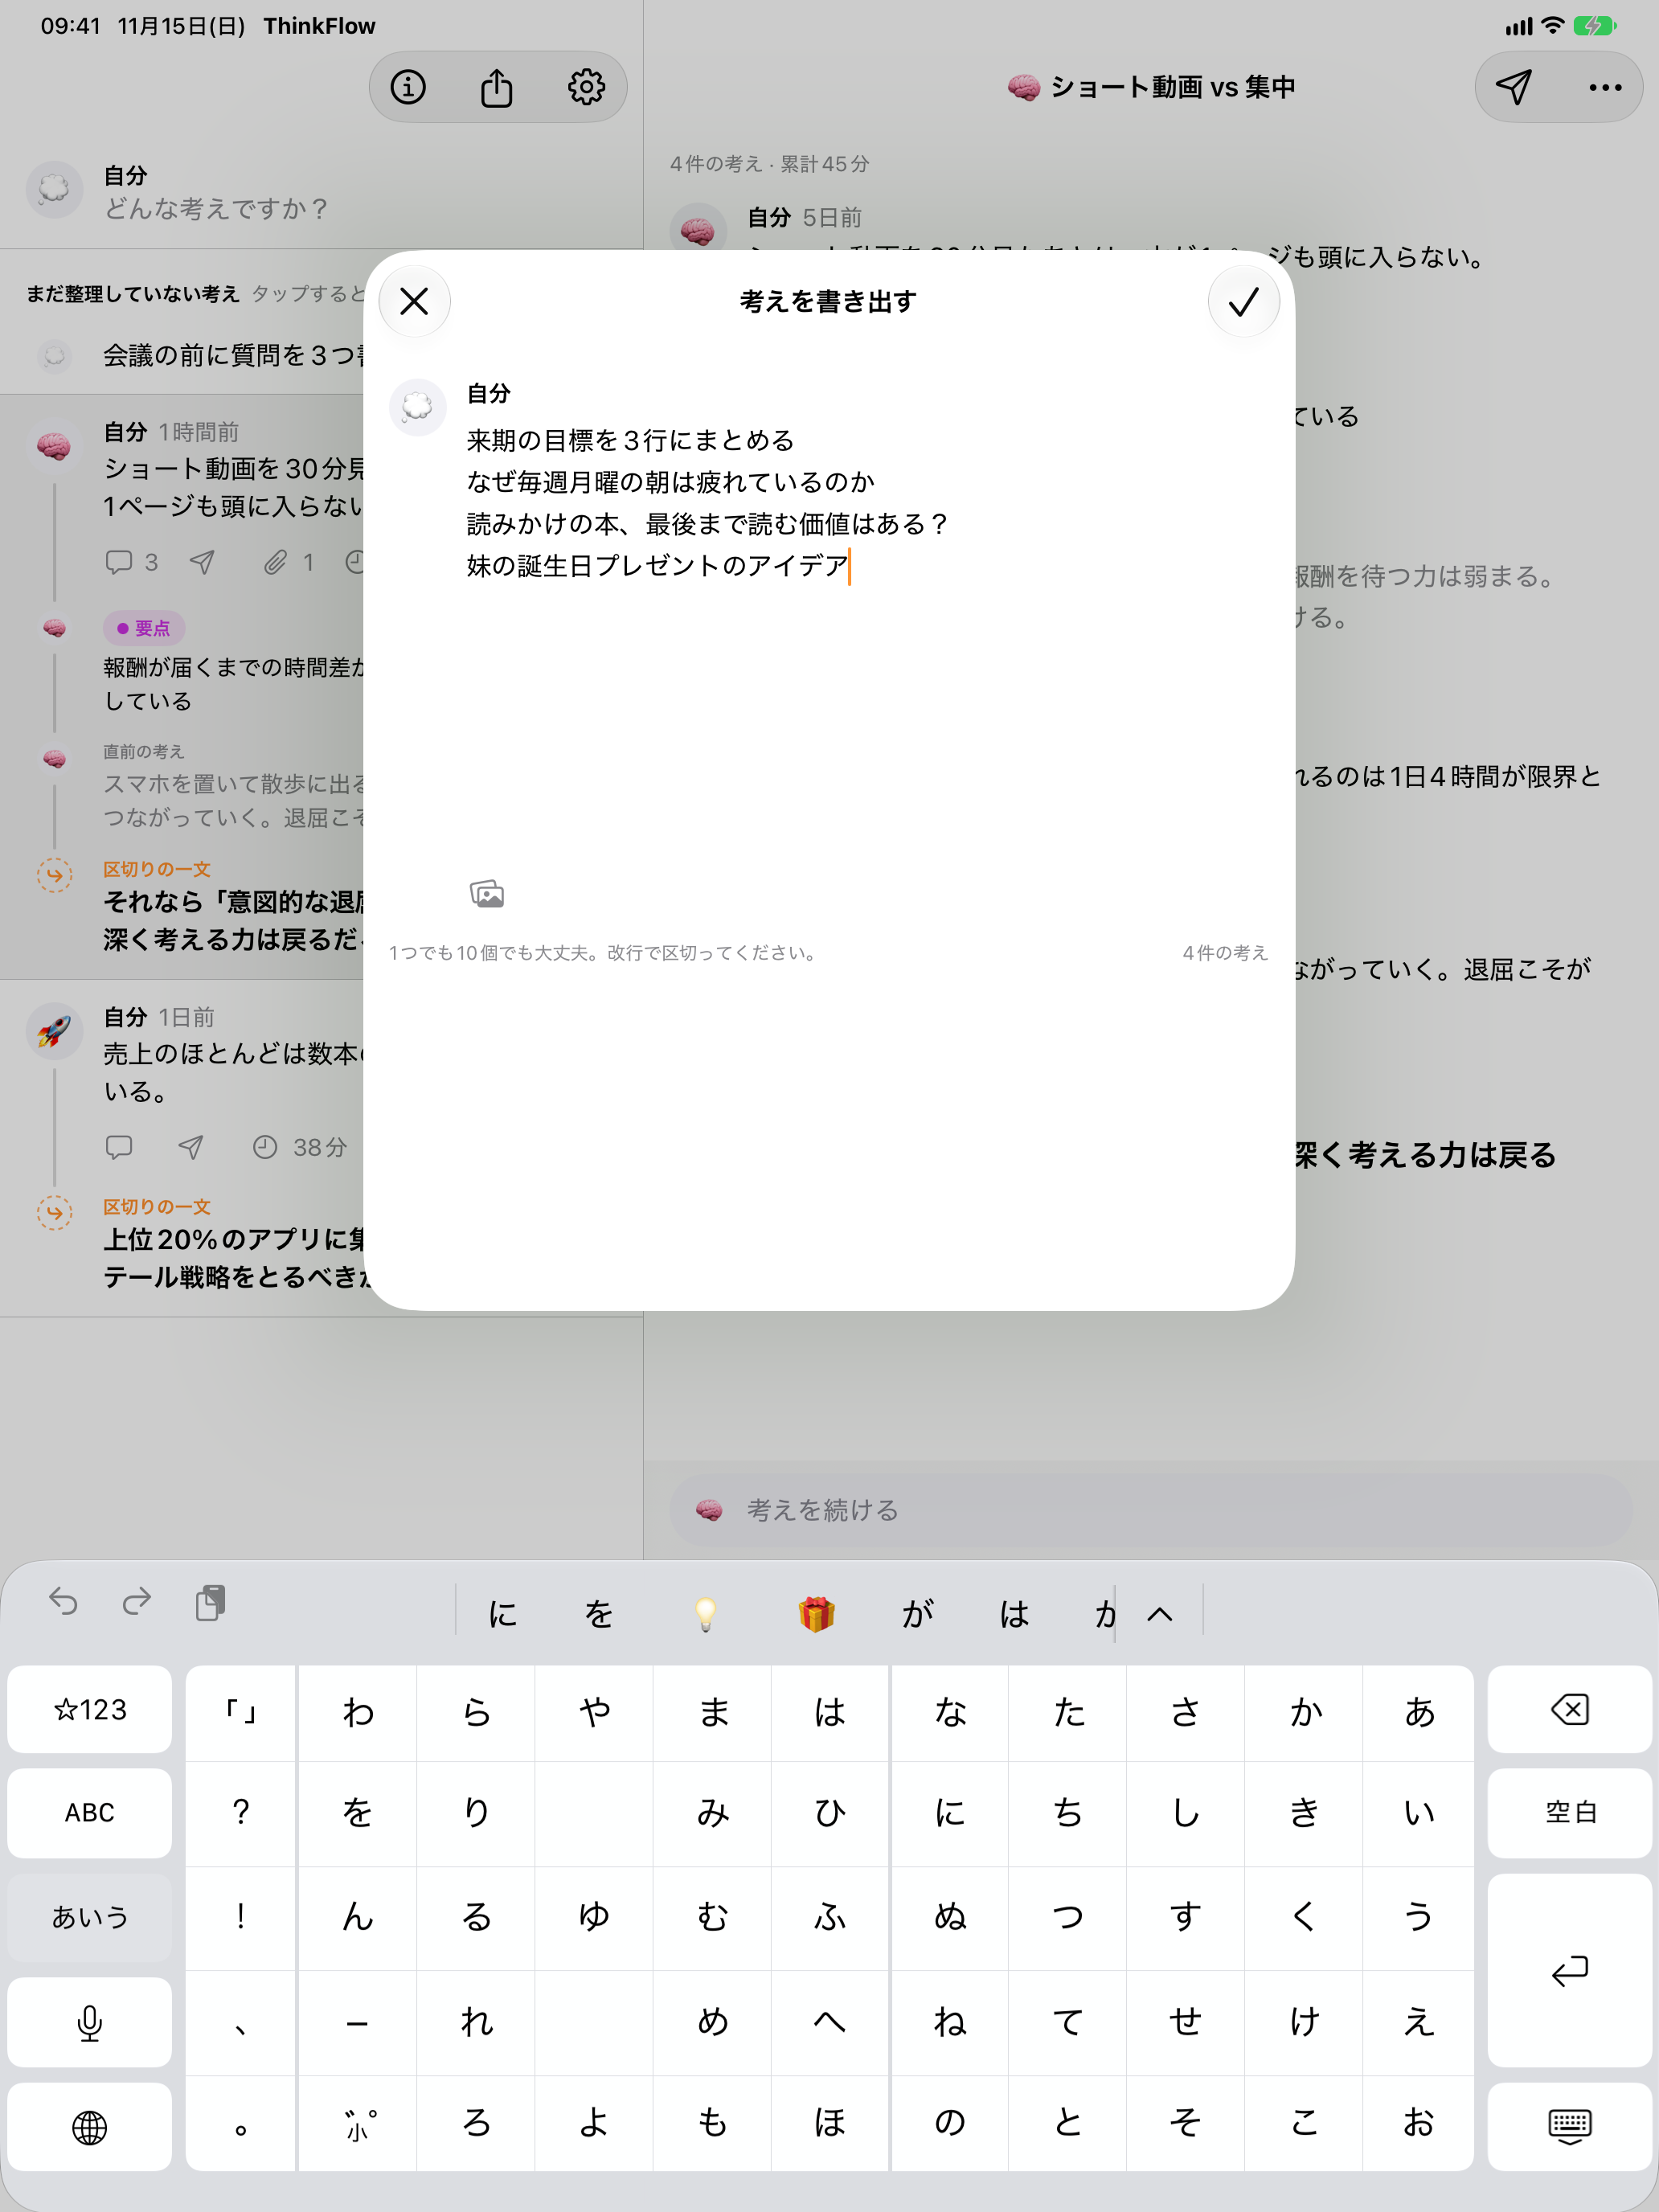 09:41 11月15日(日) ThinkFlow
🧠 ショート動画 vs 集中
自分
どんな考えですか？
まだ整理していない考え タップすると
会議の前に質問を3つ
自分 1時間前
ショート動画を30分見
1ページも頭に入らない
3 1
要点
報酬が届くまでの時間差が
している
直前の考え
スマホを置いて散歩に出る
つながっていく。退屈こそ
区切りの一文
それなら「意図的な退屈
深く考える力は戻るだろ
自分 1日前
売上のほとんどは数本の
いる。
38分
区切りの一文
上位20%のアプリに集
テール戦略をとるべきか
4件の考え · 累計45分
自分 5日前
ジも頭に入らない。
ている
報酬を待つ力は弱まる。
ける。
れるのは1日4時間が限界と
ながっていく。退屈こそが
深く考える力は戻る
考えを続ける
考えを書き出す
自分
来期の目標を3行にまとめる
なぜ毎週月曜の朝は疲れているのか
読みかけの本、最後まで読む価値はある？
妹の誕生日プレゼントのアイデア
1つでも10個でも大丈夫。改行で区切ってください。
4件の考え
に を 💡 🎁 が は か
☆123 「」 わ ら や ま は な た さ か あ
ABC ? を り み ひ に ち し き い 空白
あいう ! ん る ゆ む ふ ぬ つ す く う
、 ー れ め へ ね て せ け え
。 ゛゜小 ろ よ も ほ の と そ こ お